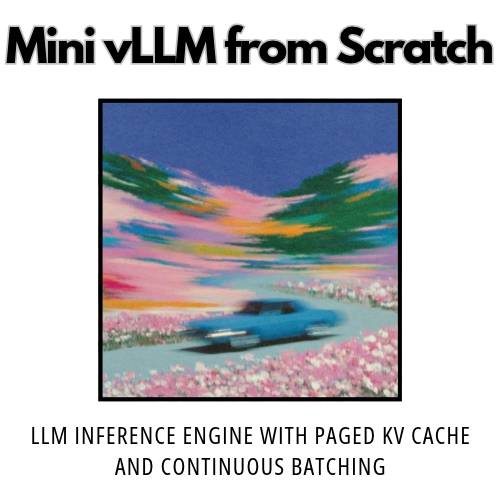 Mini vLLM from Scratch
LLM INFERENCE ENGINE WITH PAGED KV CACHE
AND CONTINUOUS BATCHING